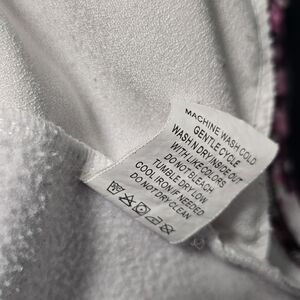 MACHINE WASH COLD
GENTLE CYCLE
WASH N DRY INSIDE OUT
WITH LIKE COLORS
DO NOT BLEACH
TUMBLE DRY LOW
COOL IRON IF NEEDED
DO NOT DRY CLEAN